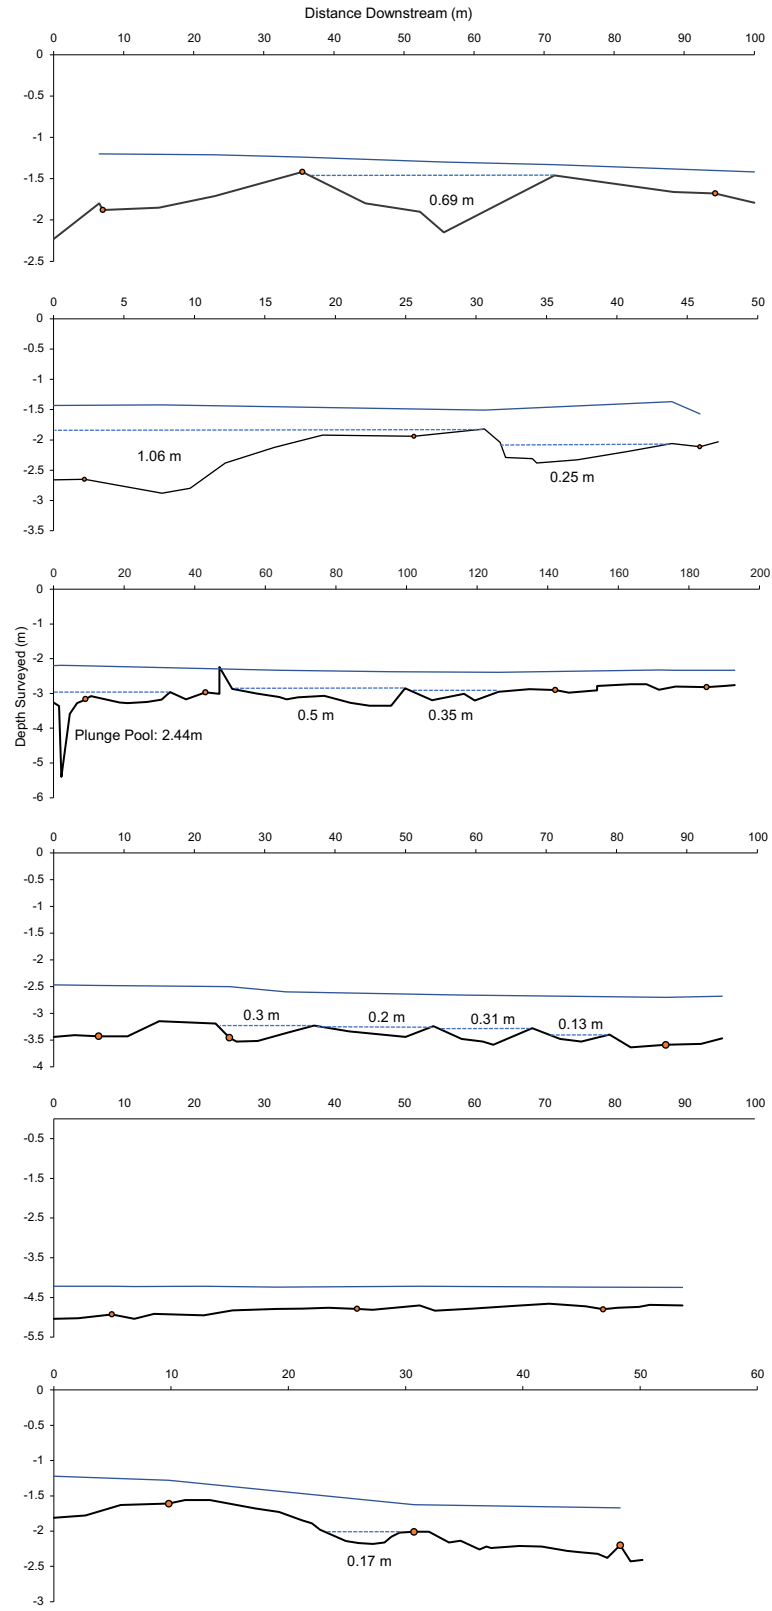 Distance Downstream (m)
0 10 20 30 40 50 60 70 80 90 100
0
-0.5
-1
-1.5
0.69 m
-2
-2.5
0 5 10 15 20 25 30 35 40 45 50
0
-0.5
-1
-1.5
-2
1.06 m
-2.5
0.25 m
-3
-3.5
0 20 40 60 80 100 120 140 160 180 200
0
-1
-2
-3
0.5 m 0.35 m
Plunge Pool: 2.44m
-4
-5
-6
Depth Surveyed (m)
0 10 20 30 40 50 60 70 80 90 100
0
-0.5
-1
-1.5
-2
-2.5
-3
0.3 m 0.2 m 0.31 m 0.13 m
-3.5
-4
0 10 20 30 40 50 60 70 80 90 100
-0.5
-1.5
-2.5
-3.5
-4.5
-5.5
0 10 20 30 40 50 60
0
-0.5
-1
-1.5
-2
0.17 m
-2.5
-3